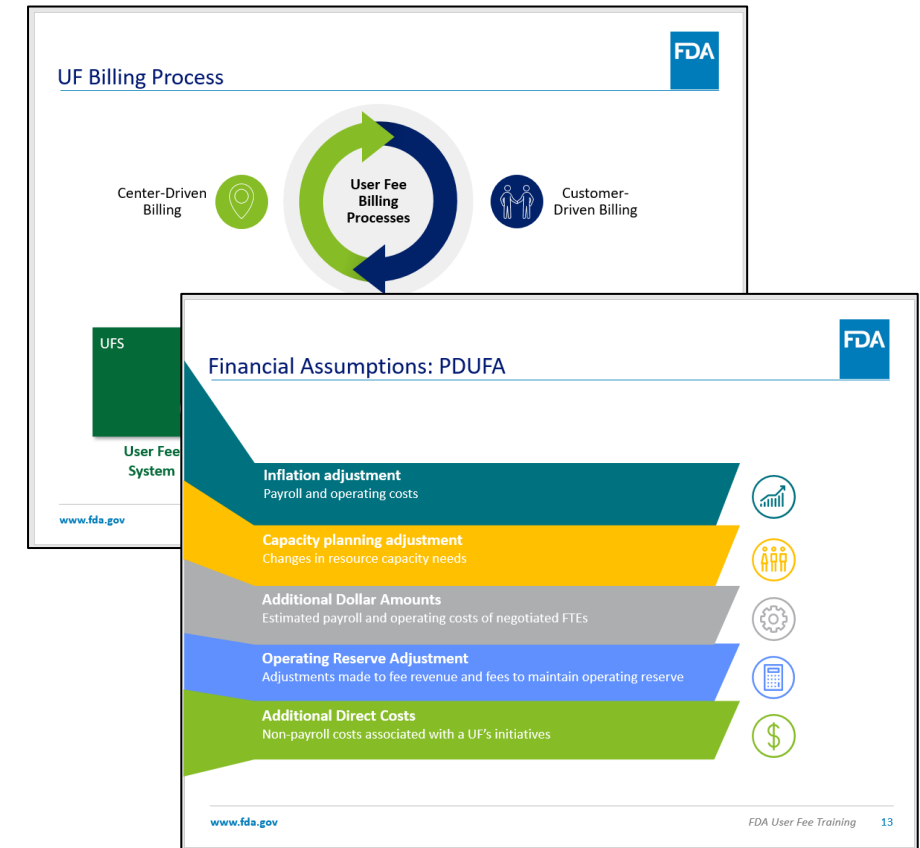 FDA
UF Billing Process
Center-Driven
Billing
User Fee
Billing
Processes
Customer-
Driven Billing
UFS
User Fee
System
www.fda.gov
FDA
Financial Assumptions: PDUFA
Inflation adjustment
Payroll and operating costs
Capacity planning adjustment
Changes in resource capacity needs
Additional Dollar Amounts
Estimated payroll and operating costs of negotiated FTEs
Operating Reserve Adjustment
Adjustments made to fee revenue and fees to maintain operating reserve
Additional Direct Costs
Non-payroll costs associated with a UF's initiatives
www.fda.gov
FDA User Fee Training 13